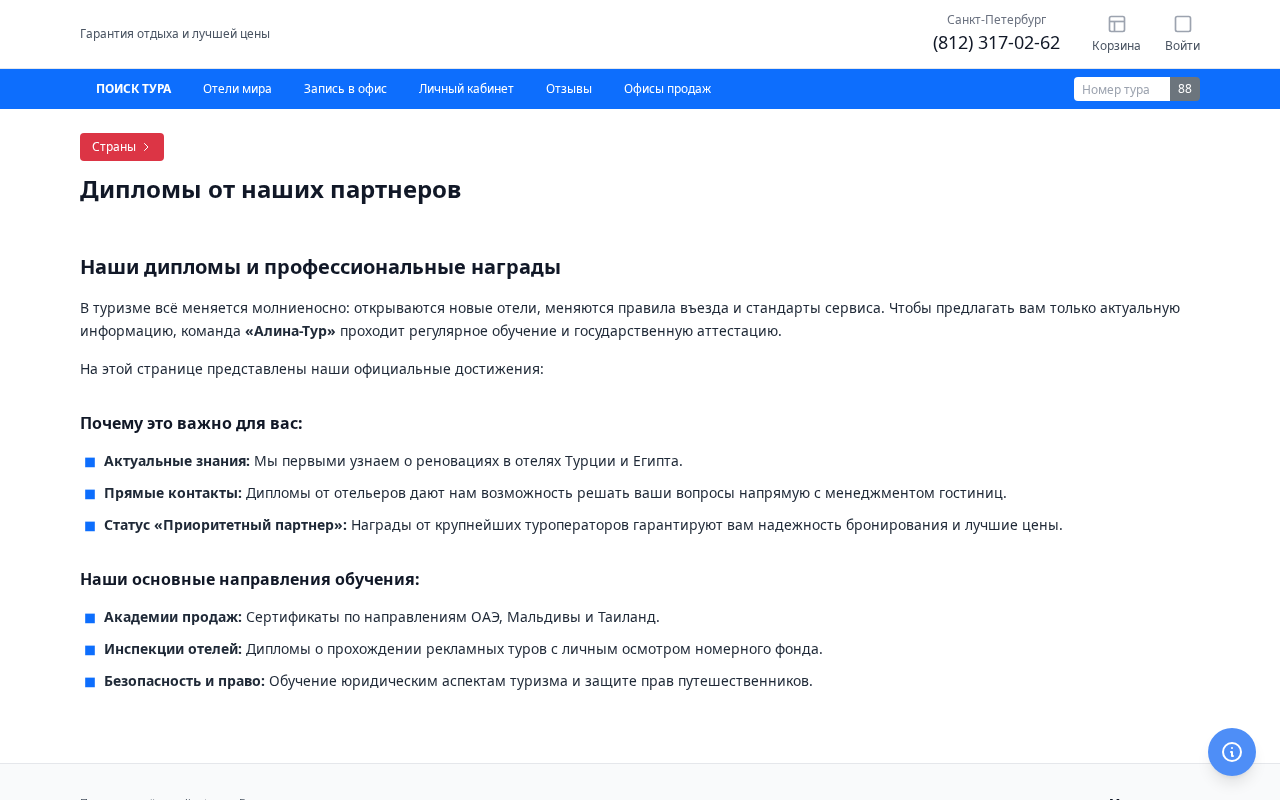 Гарантия отдыха и лучшей цены
Санкт-Петербург
(812) 317-02-62
Корзина
Войти
ПОИСК ТУРА
Отели мира
Запись в офис
Личный кабинет
Отзывы
Офисы продаж
Номер тура
88
Страны
Дипломы от наших партнеров
Наши дипломы и профессиональные награды
В туризме всё меняется молниеносно: открываются новые отели, меняются правила въезда и стандарты сервиса. Чтобы предлагать вам только актуальную
информацию, команда «Алина-Тур» проходит регулярное обучение и государственную аттестацию.
На этой странице представлены наши официальные достижения:
Почему это важно для вас:
Актуальные знания: Мы первыми узнаем о реновациях в отелях Турции и Египта.
Прямые контакты: Дипломы от отельеров дают нам возможность решать ваши вопросы напрямую с менеджментом гостиниц.
Статус «Приоритетный партнер»: Награды от крупнейших туроператоров гарантируют вам надежность бронирования и лучшие цены.
Наши основные направления обучения:
Академии продаж: Сертификаты по направлениям ОАЭ, Мальдивы и Таиланд.
Инспекции отелей: Дипломы о прохождении рекламных туров с личным осмотром номерного фонда.
Безопасность и право: Обучение юридическим аспектам туризма и защите прав путешественников.